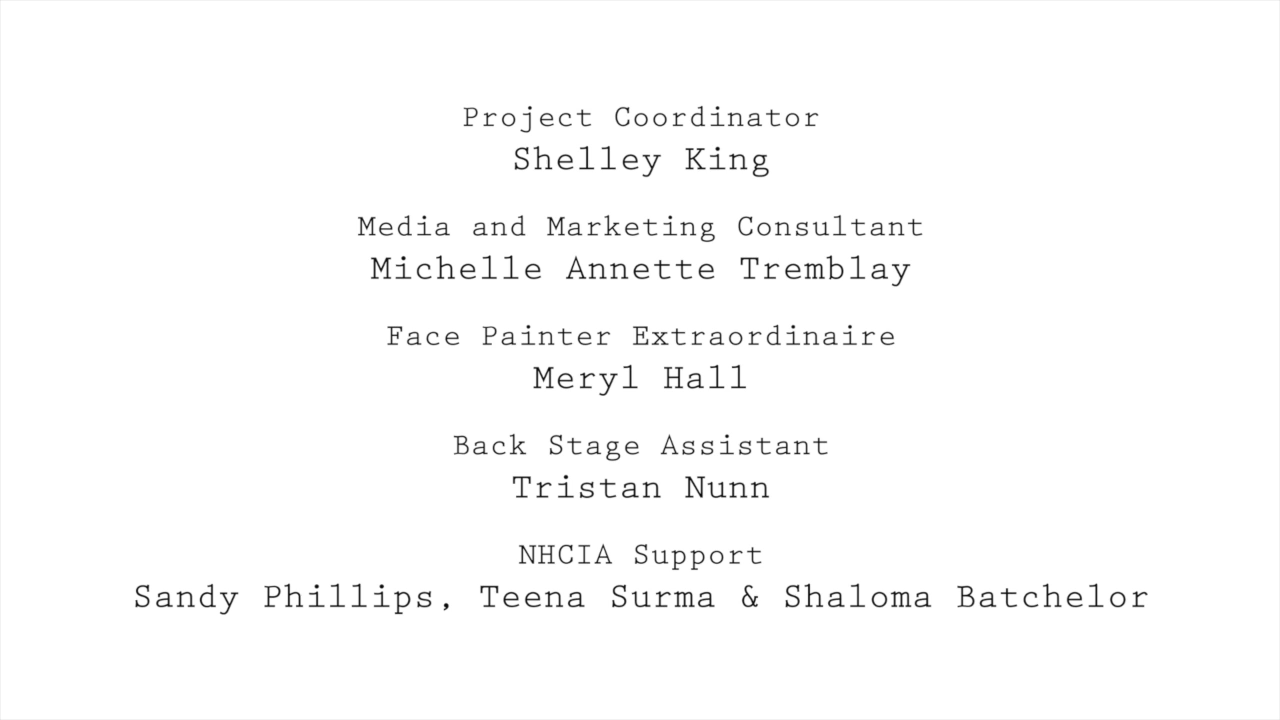 Project Coordinator
Shelley King
Media and Marketing Consultant
Michelle Annette Tremblay
Face Painter Extraordinaire
Meryl Hall
Back Stage Assistant
Tristan Nunn
NHCIA Support
Sandy Phillips, Teena Surma & Shaloma Batchelor